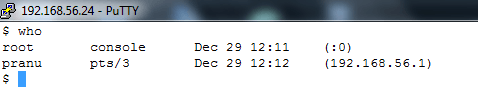 192.168.56.24 - PuTTY
$ who
root       console      Dec 29 12:11    (:0)
pranu      pts/3        Dec 29 12:12    (192.168.56.1)
$